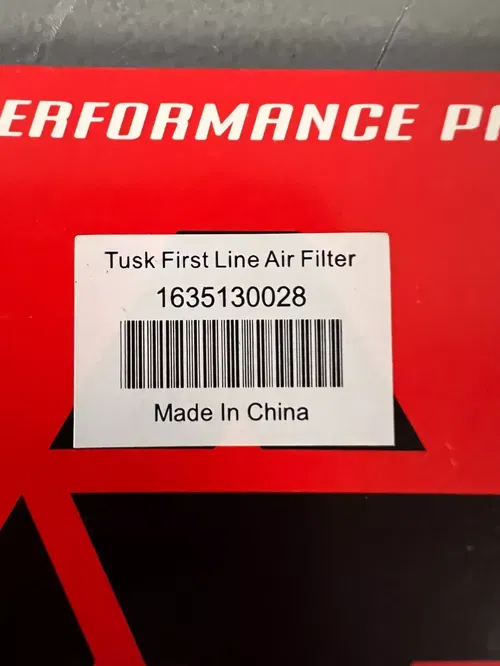 ERFORMANCE
Tusk First Line Air Filter
1635130028
Made In China